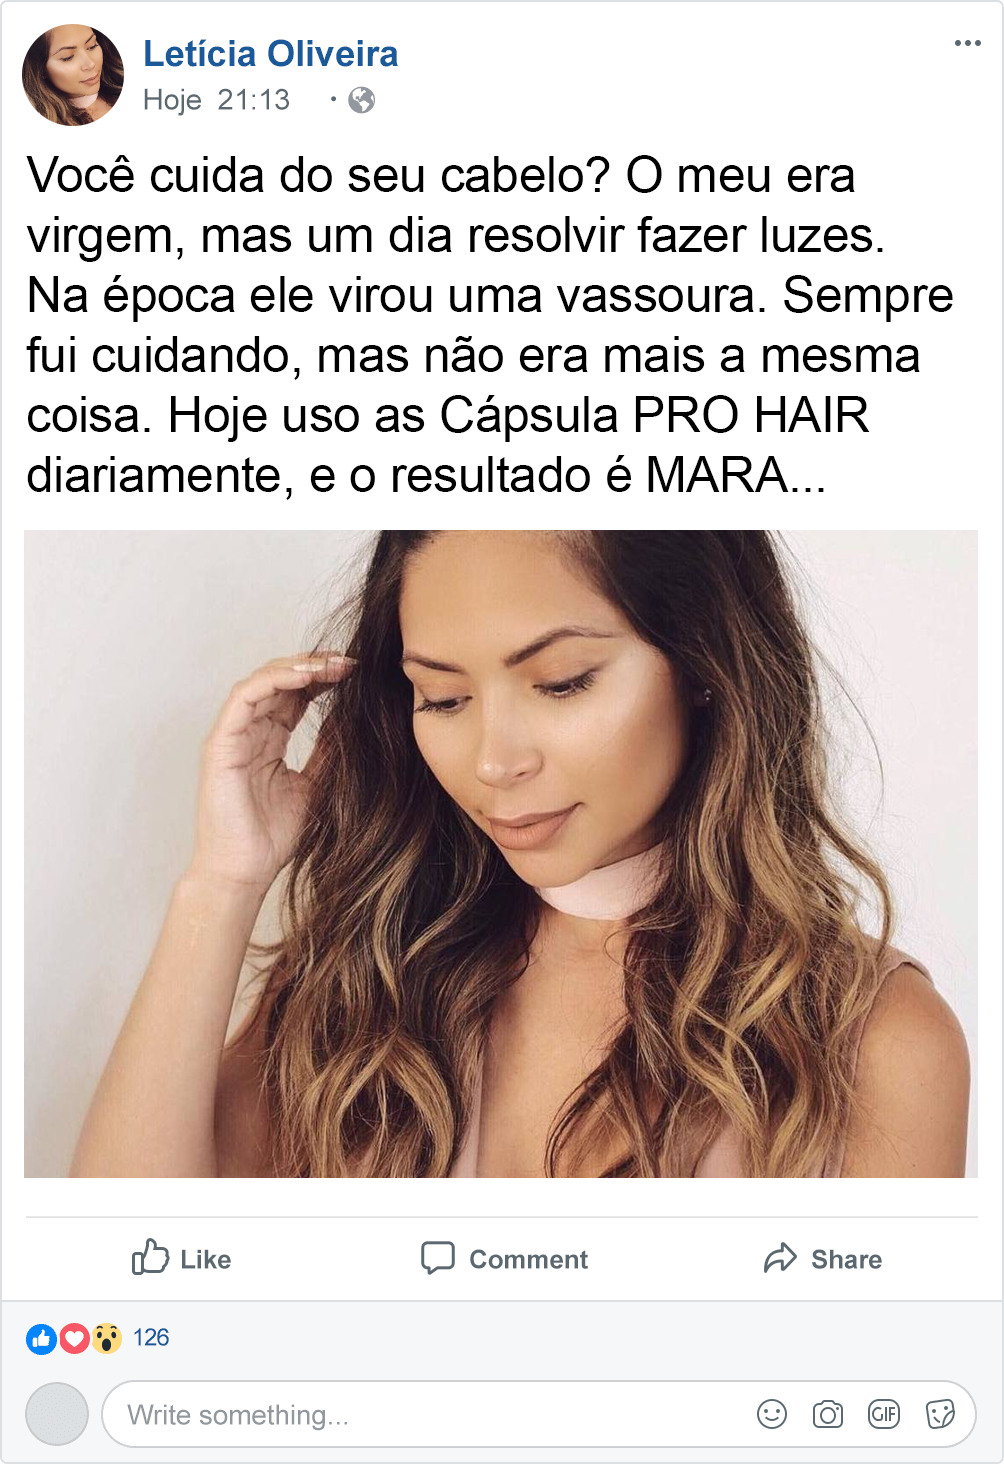 Letícia Oliveira
Hoje 21:13
Você cuida do seu cabelo? O meu era
virgem, mas um dia resolvir fazer luzes.
Na época ele virou uma vassoura. Sempre
fui cuidando, mas não era mais a mesma
coisa. Hoje uso as Cápsula PRO HAIR
diariamente, e o resultado é MARA...
Like Comment Share
126
Write something... GIF